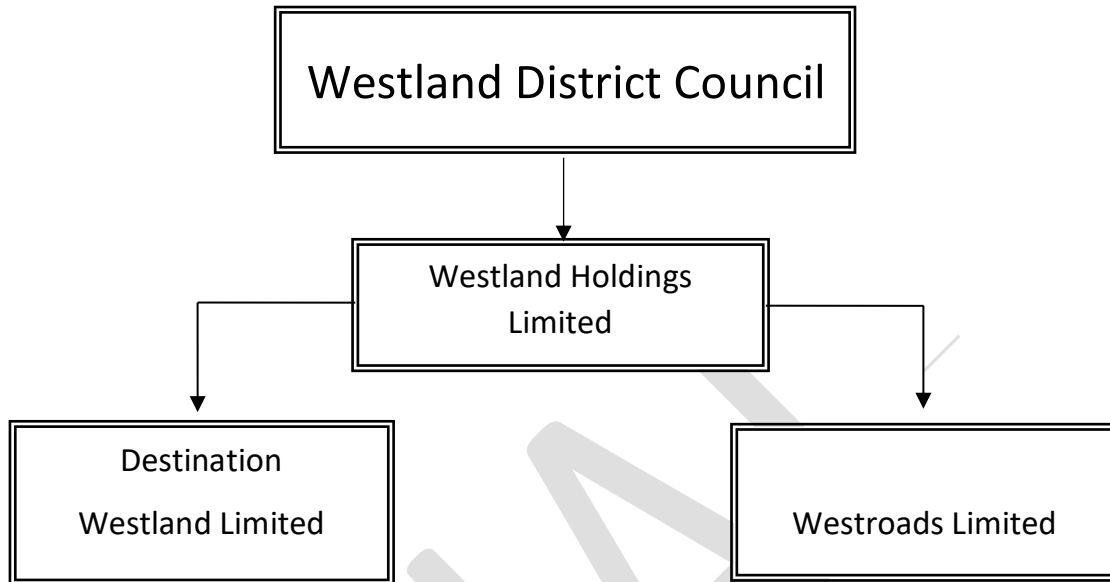 Westland District Council
Westland Holdings
Limited
Destination
Westland Limited
Westroads Limited